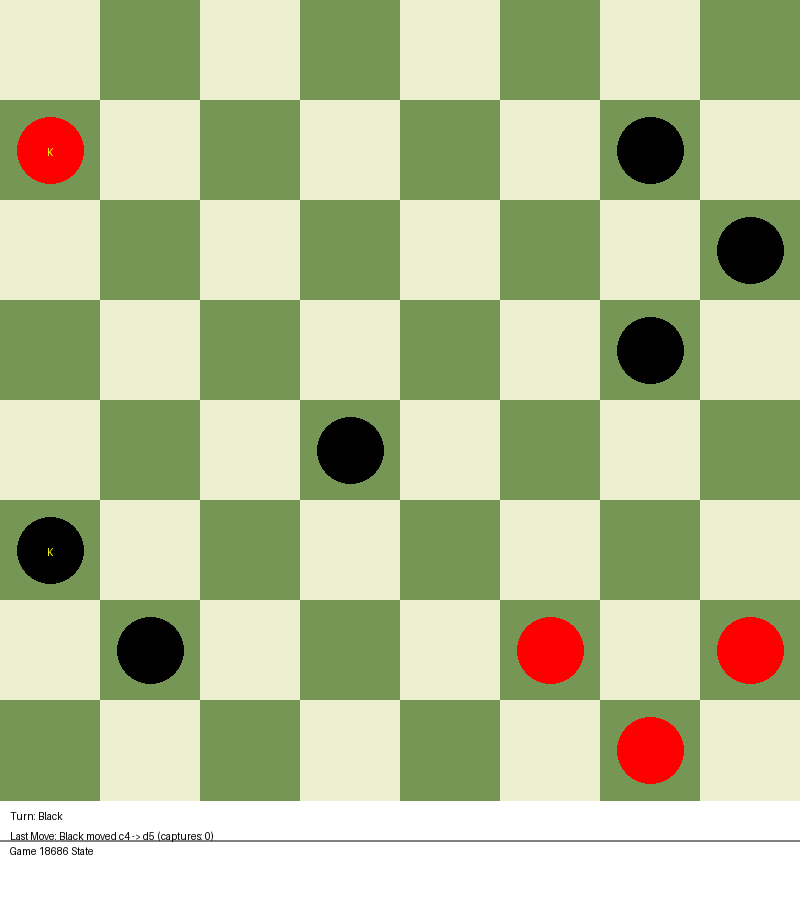 K
K
Turn: Black
Last Move: Black moved c4 -> d5 (captures: 0)
Game 18686 State